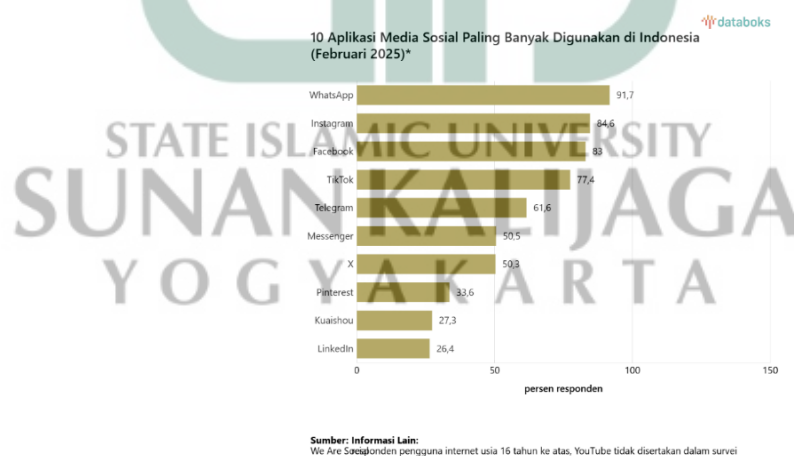 databoks
10 Aplikasi Media Sosial Paling Banyak Digunakan di Indonesia
(Februari 2025)*
WhatsApp 91,7
Instagram 84,6
Facebook 83
TikTok 77,4
Telegram 61,6
Messenger 50,5
X 50,3
Pinterest 33,6
Kuaishou 27,3
LinkedIn 26,4
0 50 100 150
persen responden
STATE ISLAMIC UNIVERSITY
SUNAN KALIJAGA
YOGYAKARTA
Sumber: Informasi Lain:
We Are responden pengguna internet usia 16 tahun ke atas, YouTube tidak disertakan dalam survei